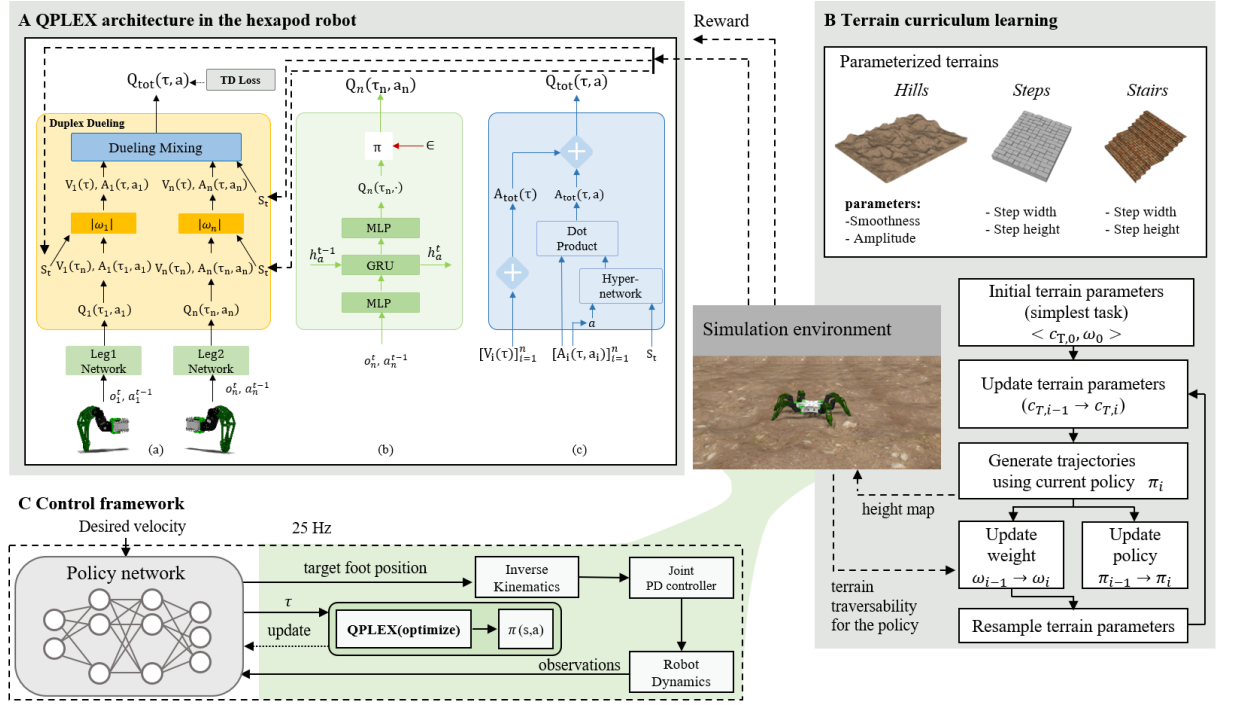 A QPLEX architecture in the hexapod robot
Q_tot(τ, a)
TD Loss
Duplex Dueling
Dueling Mixing
V_1(τ), A_1(τ, a_1)
V_n(τ), A_n(τ, a_n)
S_t
|ω_1|
|ω_n|
S_t
V_1(τ_n), A_1(τ_1, a_1)
V_n(τ_n), A_n(τ_n, a_n)
S_t
Q_1(τ_1, a_1)
Q_n(τ_n, a_n)
Leg1
Network
Leg2
Network
o_1^t, a_1^{t-1}
o_n^t, a_n^{t-1}
(a)
Q_n(τ_n, a_n)
π
∈
Q_n(τ_n,·)
MLP
h_a^{t-1}
GRU
h_a^t
MLP
o_n^t, a_n^{t-1}
(b)
Q_tot(τ, a)
A_tot(τ)
A_tot(τ, a)
Dot
Product
Hyper-
network
a
[V_i(τ)]_{i=1}^n
[A_i(τ, a_i)]_{i=1}^n
S_t
(c)
Reward
Simulation environment
B Terrain curriculum learning
Parameterized terrains
Hills
Steps
Stairs
parameters:
-Smoothness
- Amplitude
- Step width
- Step height
- Step width
- Step height
Initial terrain parameters
(simplest task)
< c_{T,0}, ω_0 >
Update terrain parameters
(c_{T,i-1} → c_{T,i})
Generate trajectories
using current policy π_i
height map
Update
weight
ω_{i-1} → ω_i
Update
policy
π_{i-1} → π_i
terrain
traversability
for the policy
Resample terrain parameters
C Control framework
Desired velocity
25 Hz
Policy network
target foot position
Inverse
Kinematics
Joint
PD controller
τ
update
QPLEX(optimize)
π(s,a)
observations
Robot
Dynamics